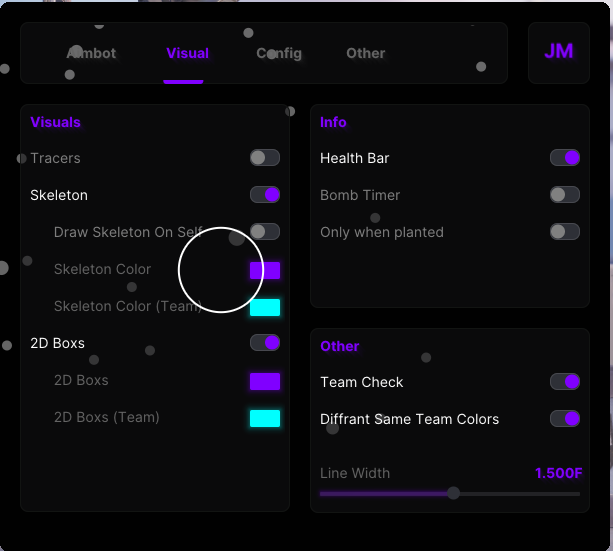 Aimbot Visual Config Other
JM
Visuals
Tracers
Skeleton
Draw Skeleton On Self
Skeleton Color
Skeleton Color (Team)
2D Boxs
2D Boxs
2D Boxs (Team)
Info
Health Bar
Bomb Timer
Only when planted
Other
Team Check
Diffrant Same Team Colors
Line Width 1.500F